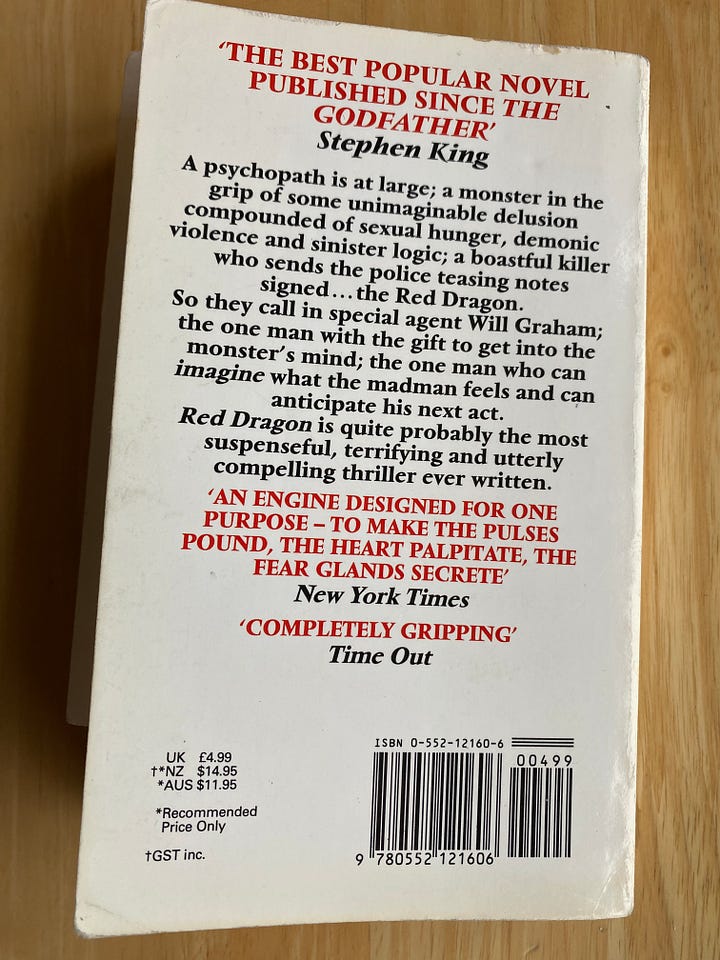 ‘THE BEST POPULAR NOVEL
PUBLISHED SINCE THE
GODFATHER’
Stephen King
A psychopath is at large; a monster in the
grip of some unimaginable delusion
compounded of sexual hunger, demonic
violence and sinister logic; a boastful killer
who sends the police teasing notes
signed...the Red Dragon.
So they call in special agent Will Graham;
the one man with the gift to get into the
monster’s mind; the one man who can
imagine what the madman feels and can
anticipate his next act.
Red Dragon is quite probably the most
suspenseful, terrifying and utterly
compelling thriller ever written.
‘AN ENGINE DESIGNED FOR ONE
PURPOSE – TO MAKE THE PULSES
POUND, THE HEART PALPITATE, THE
FEAR GLANDS SECRETE’
New York Times
‘COMPLETELY GRIPPING’
Time Out
UK £4.99
†*NZ $14.95
*AUS $11.95
*Recommended
Price Only
†GST inc.
ISBN 0-552-12160-6
00499
9 780552 121606